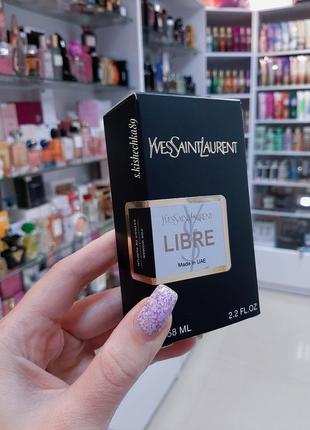 s.kishechka89
YVESSAINTLAURENT
YVESSAINTLAURENT
LIBRE
Made in UAE
58 ML
2.2 FL.OZ